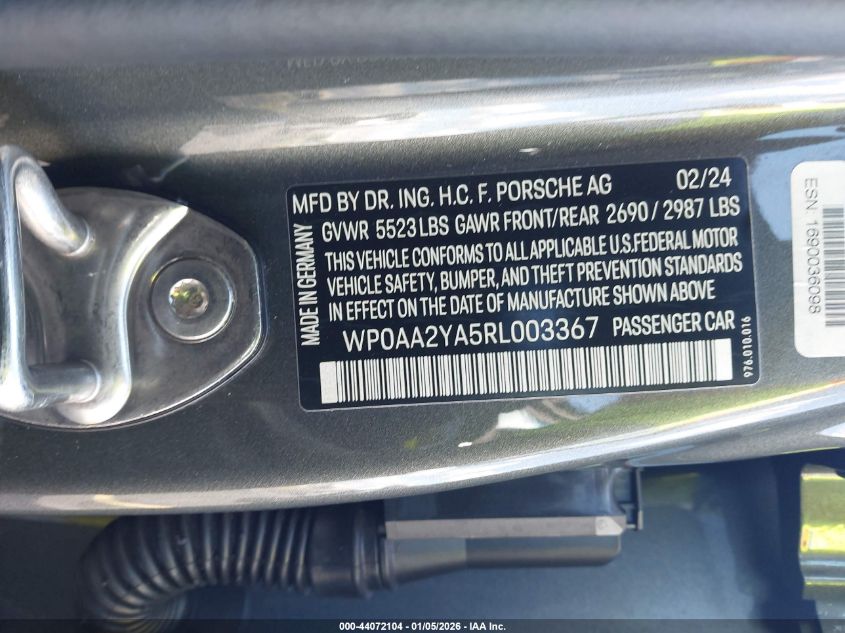 MFD BY DR. ING. H.C. F. PORSCHE AG 02/24
GVWR 5523 LBS GAWR FRONT/REAR 2690 / 2987 LBS
THIS VEHICLE CONFORMS TO ALL APPLICABLE U.S.FEDERAL MOTOR
VEHICLE SAFETY, BUMPER, AND THEFT PREVENTION STANDARDS
IN EFFECT ON THE DATE OF MANUFACTURE SHOWN ABOVE
WP0AA2YA5RL003367 PASSENGER CAR
MADE IN GERMANY
976.010.016
ESN 1690036098
000-44072104 - 01/05/2026 - IAA Inc.